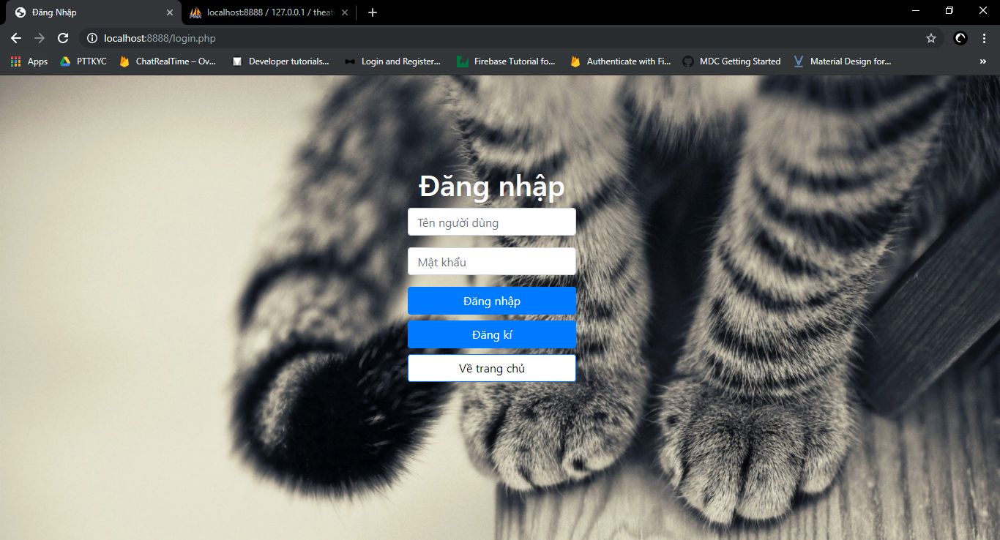 Đăng Nhập
localhost:8888 / 127.0.0.1 / theat
localhost:8888/login.php
Apps
PTTKYC
ChatRealTime – Ov...
Developer tutorials...
Login and Register...
Firebase Tutorial fo...
Authenticate with Fi...
MDC Getting Started
Material Design for...
»
Đăng nhập
Tên người dùng
Mật khẩu
Đăng nhập
Đăng kí
Về trang chủ